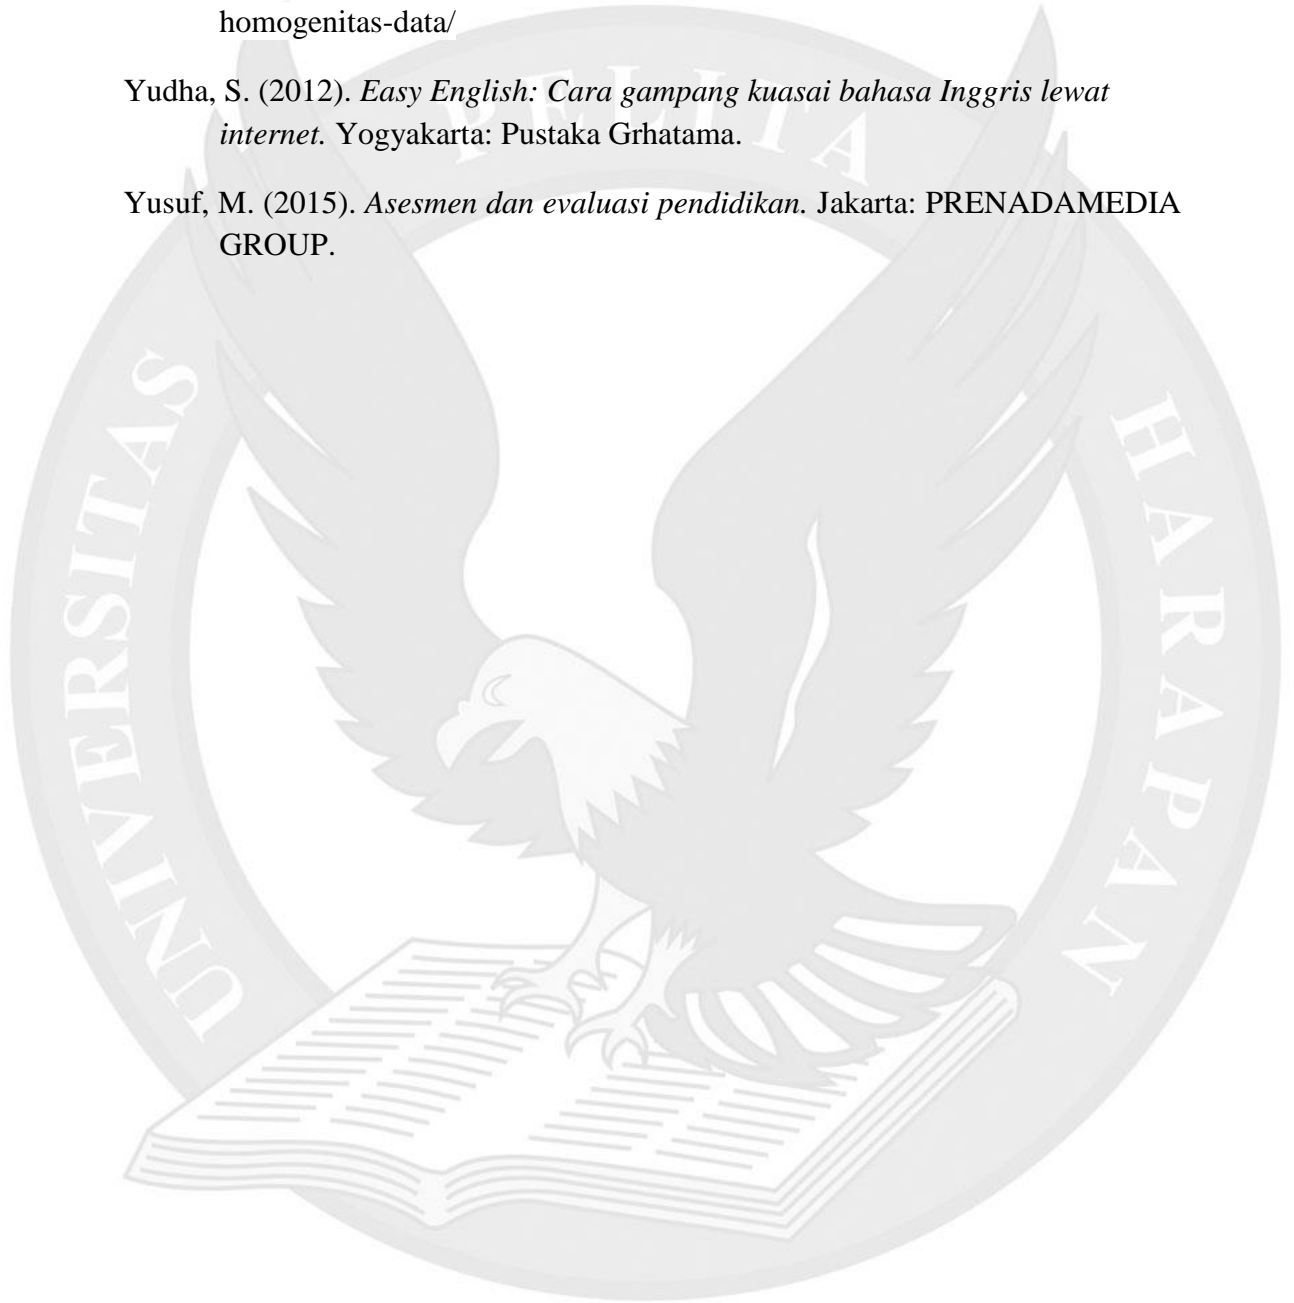 homogenitas-data/
Yudha, S. (2012). Easy English: Cara gampang kuasai bahasa Inggris lewat
internet. Yogyakarta: Pustaka Grhatama.
Yusuf, M. (2015). Asesmen dan evaluasi pendidikan. Jakarta: PRENADAMEDIA
GROUP.
UNIVERSITAS PELITA HARAPAN